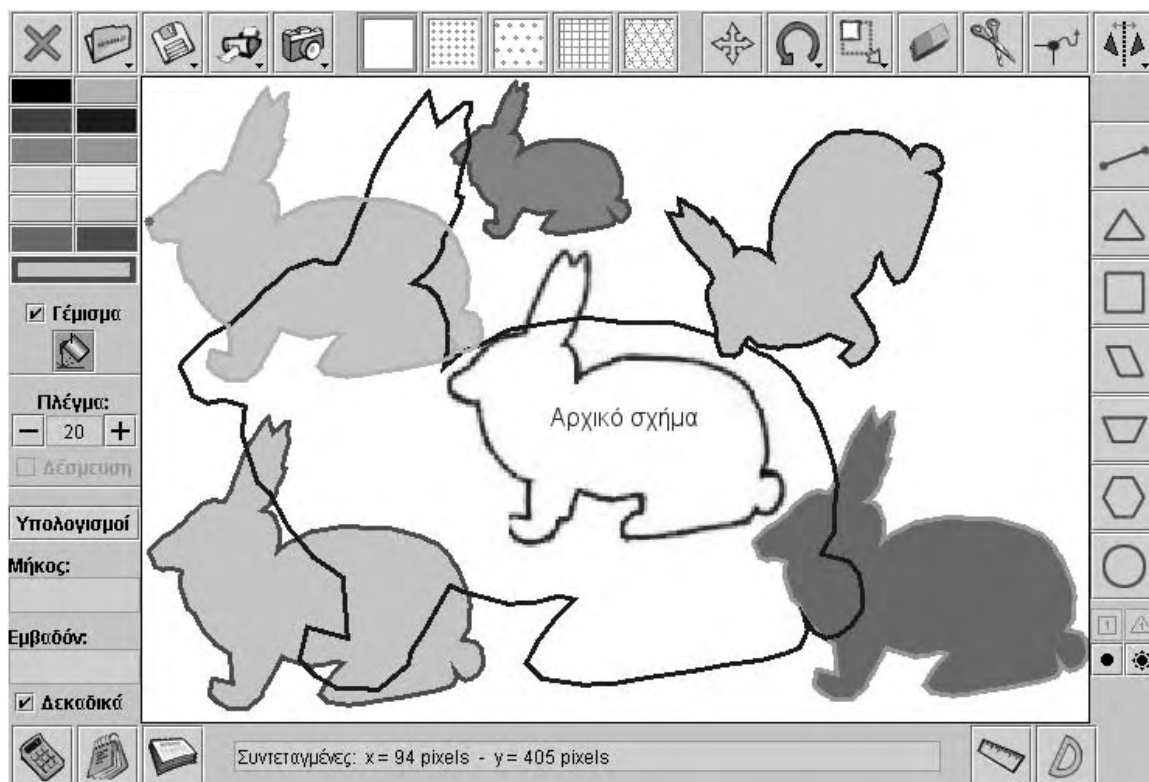 Γέμισμα
Πλέγμα:
20
Δέσμευση
Υπολογισμοί
Μήκος:
Εμβαδόν:
Δεκαδικά
Αρχικό σχήμα
Συντεταγμένες: x = 94 pixels - y = 405 pixels